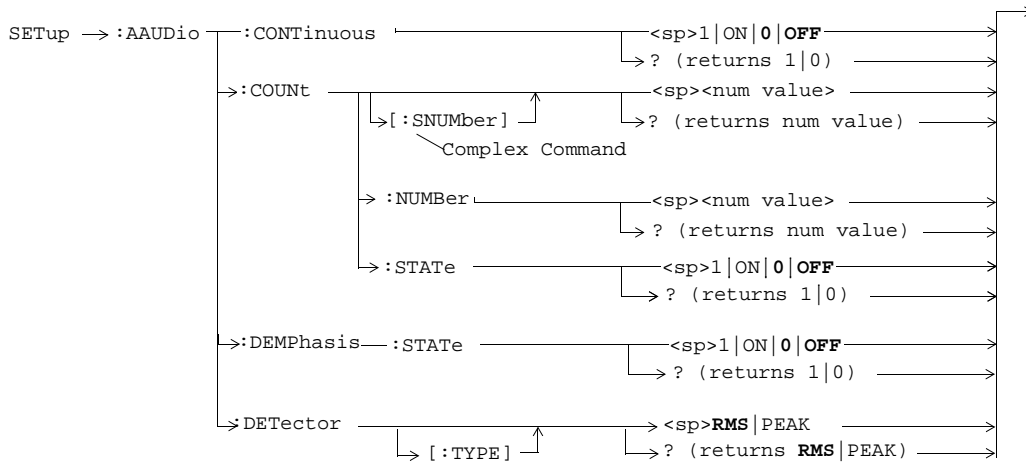 SETup :AAUDio :CONTinuous <sp>1|ON|0|OFF
? (returns 1|0)
:COUNt <sp><num value>
[:SNUMber] ? (returns num value)
Complex Command
:NUMBer <sp><num value>
? (returns num value)
:STATe <sp>1|ON|0|OFF
? (returns 1|0)
:DEMPhasis :STATe <sp>1|ON|0|OFF
? (returns 1|0)
:DETector <sp>RMS|PEAK
[:TYPE] ? (returns RMS|PEAK)